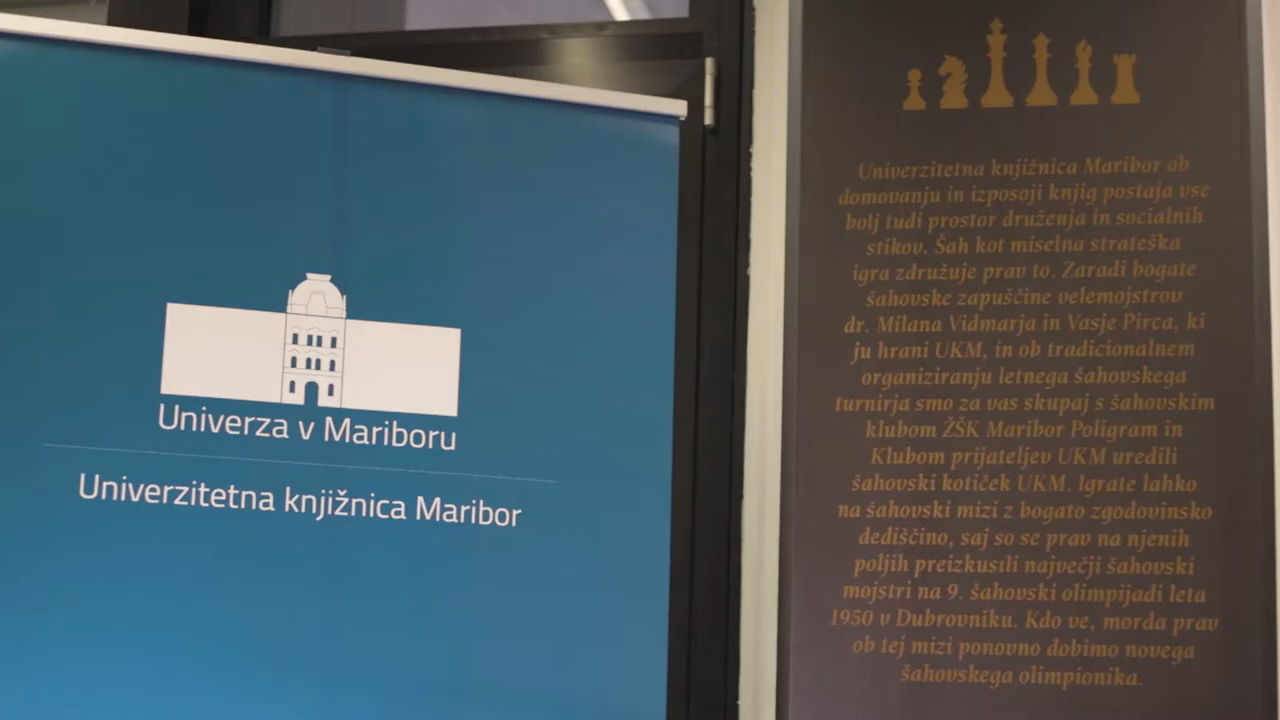 Univerza v Mariboru
Univerzitetna knjižnica Maribor
Univerzitetna knjižnica Maribor ob
domovanju in izposoji knjig postaja vse
bolj tudi prostor druženja in socialnih
stikov. Šah kot miselna strateška
igra združuje prav to. Zaradi bogate
šahovske zapuščine velemojstrov
dr. Milana Vidmarja in Vasje Pirca, ki
ju hrani UKM, in ob tradicionalnem
organiziranju letnega šahovskega
turnirja smo za vas skupaj s šahovskim
klubom ŽŠK Maribor Poligram in
Klubom prijateljev UKM uredili
šahovski kotiček UKM. Igrate lahko
na šahovski mizi z bogato zgodovinsko
dediščino, saj so se prav na njenih
poljih preizkusili največji šahovski
mojstri na 9. šahovski olimpijadi leta
1950 v Dubrovniku. Kdo ve, morda prav
ob tej mizi ponovno dobimo novega
šahovskega olimpionika.